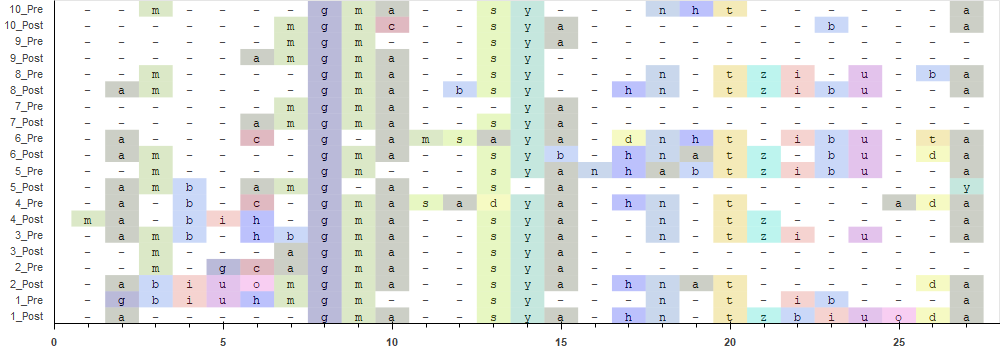 10_Pre - - m - - - - g m a - - s y - - - n h t - - - - - - a
10_Post - - - - - - m g m c - - s y a - - - - - - - b - - - a
9_Pre - - - - - - m g m - - - s y a - - - - - - - - - - - -
9_Post - - - - - a m g m a - - s y - - - - - - - - - - - - -
8_Pre - - m - - - - g m a - - s y - - - n - t z i - u - b a
8_Post - a m - - - - g m a - b s y - - h n - t z i b u - - a
7_Pre - - - - - - m g m - - - - y a - - - - - - - - - - - -
7_Post - - - - - a m g m a - - s y - - - - - - - - - - - - -
6_Pre - a - - - c - g - a m s a y a - d n h t - i b u - t a
6_Post - a m - - - - g m a - - s y b - h n a t z - b u - d a
5_Pre - - m - - - - g m - - - s y a n h a b t z i b u - - a
5_Post - a m b - a m g - a - - s - a - - - - - - - - - - - y
4_Pre - a - b - c - g m a s a d y a - h n - t - - - - a d a
4_Post m a - b i h - g m a - - s y a - - n - t z - - - - - a
3_Pre - a m b - h b g m a - - s y a - - n - t z i - u - - a
3_Post - - m - - - a g m a - - s y a - - - - - - - - - - - a
2_Pre - - m - g c a g m a - - s y a - - - - - - - - - - - a
2_Post - a b i u o m g m a - - s y a - h n a t - - - - - d a
1_Pre - g b i u h m g m - - - s y a - - n - t - i b - - - a
1_Post - a - - - - - g m a - - s y a - h n - t z b i u o d a
0 5 10 15 20 25